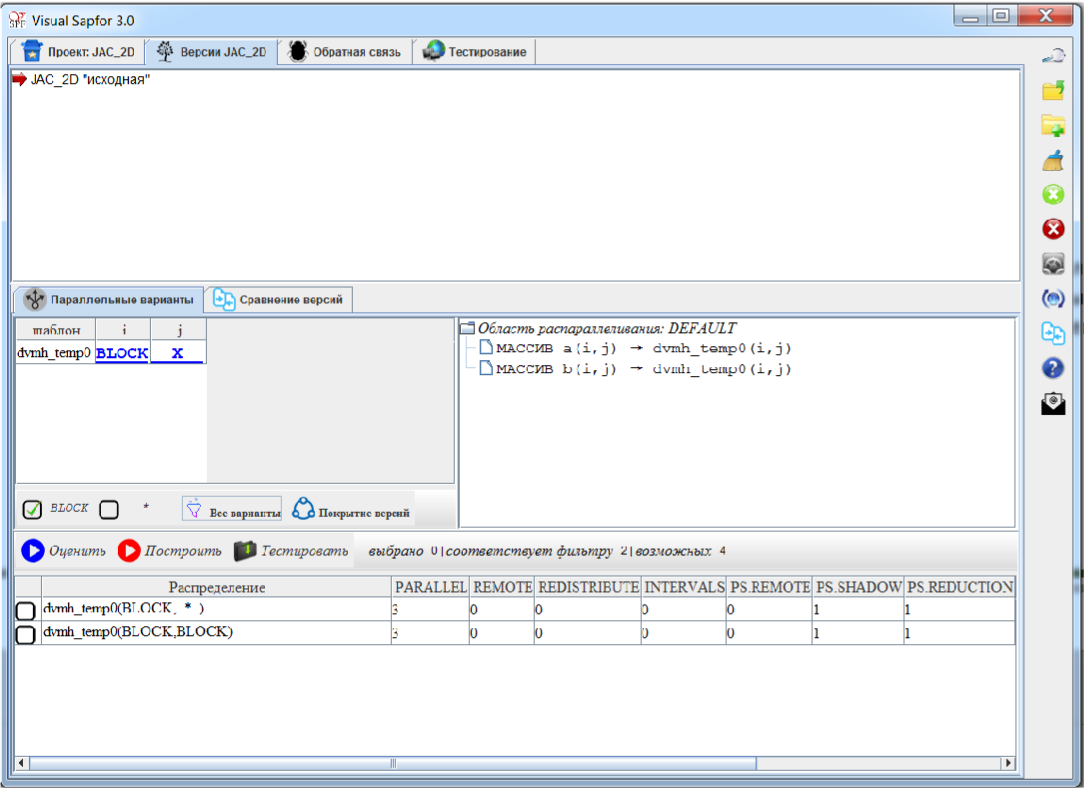 Visual Sapfor 3.0
Проект: JAC_2D Версии JAC_2D Обратная связь Тестирование
JAC_2D "исходная"
Параллельные варианты Сравнение версий
шаблон i j
dvmh_temp0 BLOCK X
Область распараллеливания: DEFAULT
МАССИВ a(i,j) → dvmh_temp0(i,j)
МАССИВ b(i,j) → dvmh_temp0(i,j)
BLOCK * Все варианты Покрытие версий
Оценить Построить Тестировать выбрано 0|соответствует фильтру 2|возможных 4
Распределение PARALLEL REMOTE REDISTRIBUTE INTERVALS PS.REMOTE PS.SHADOW PS.REDUCTION
dvmh_temp0(BLOCK, * ) 3 0 0 0 0 1 1
dvmh_temp0(BLOCK,BLOCK) 3 0 0 0 0 1 1